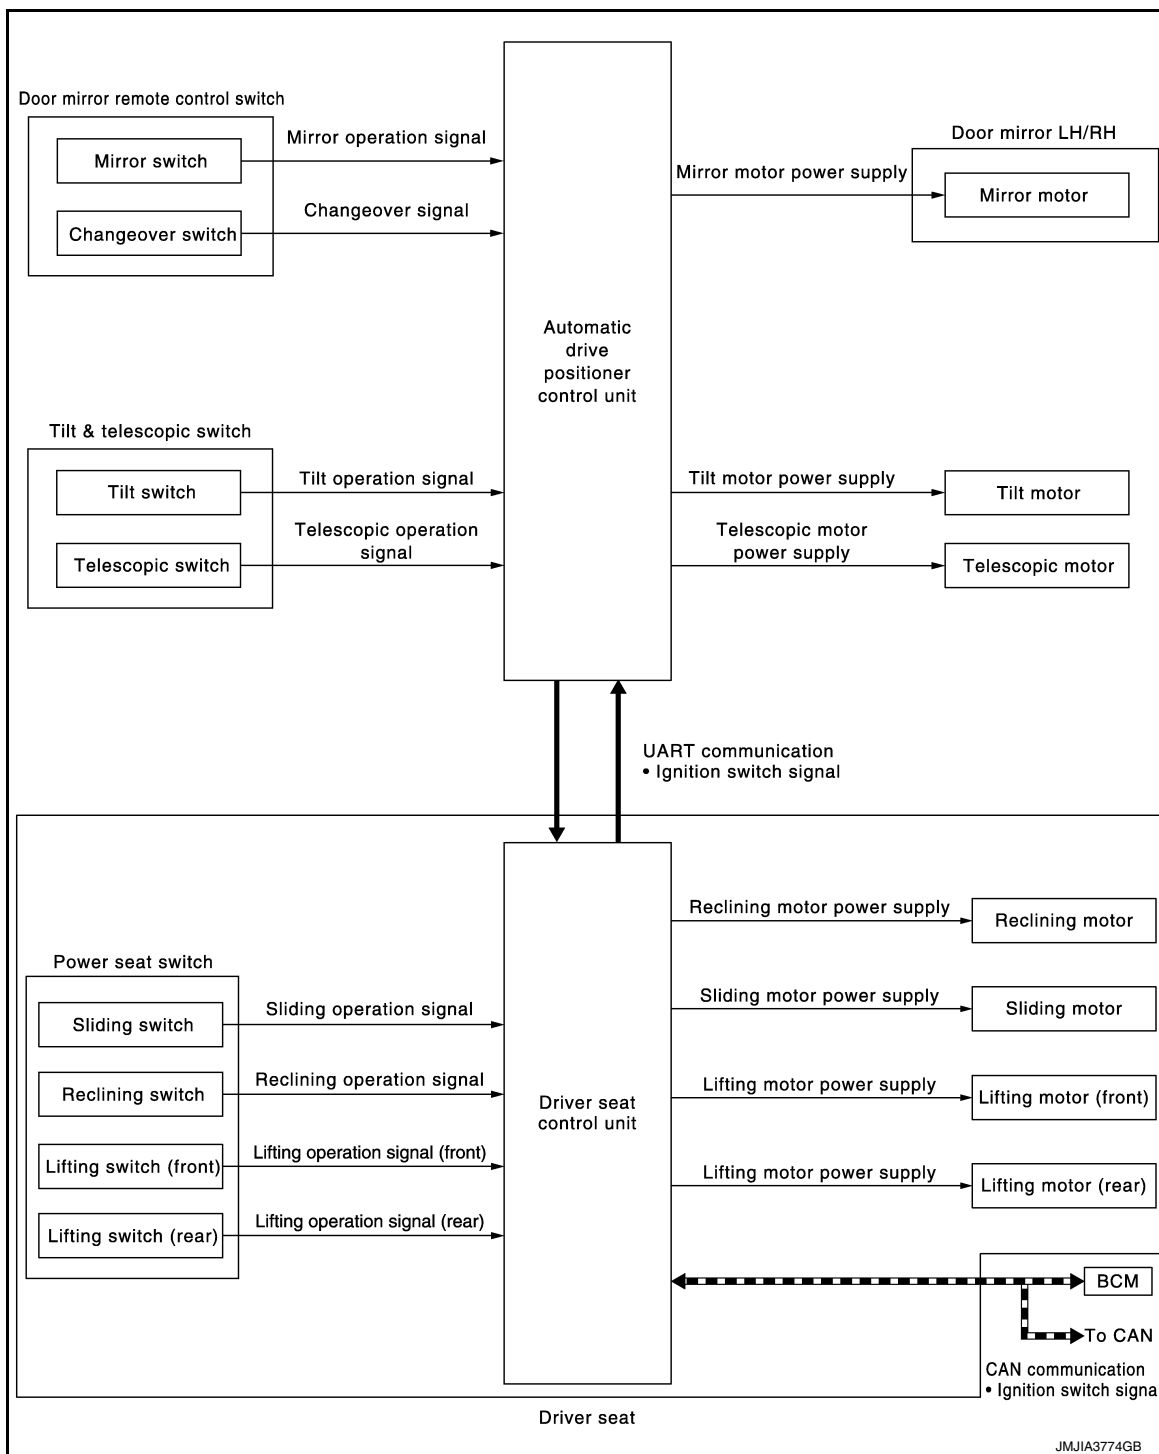 Door mirror remote control switch
Mirror switch
Mirror operation signal
Changeover switch
Changeover signal
Door mirror LH/RH
Mirror motor power supply
Mirror motor
Automatic
drive
positioner
control unit
Tilt & telescopic switch
Tilt switch
Tilt operation signal
Telescopic switch
Telescopic operation
signal
Tilt motor power supply
Tilt motor
Telescopic motor
power supply
Telescopic motor
UART communication
• Ignition switch signal
Power seat switch
Sliding switch
Sliding operation signal
Reclining switch
Reclining operation signal
Lifting switch (front)
Lifting operation signal (front)
Lifting switch (rear)
Lifting operation signal (rear)
Driver seat
control unit
Reclining motor power supply
Reclining motor
Sliding motor power supply
Sliding motor
Lifting motor power supply
Lifting motor (front)
Lifting motor power supply
Lifting motor (rear)
BCM
To CAN
CAN communication
• Ignition switch signal
Driver seat
JMJIA3774GB